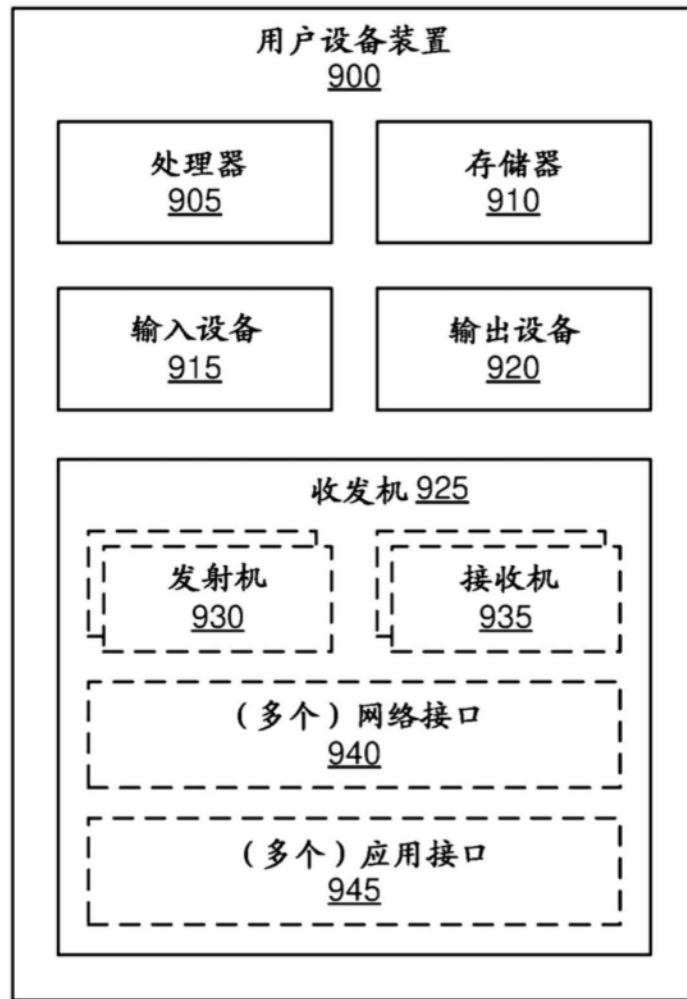 用户设备装置
900
处理器
905
存储器
910
输入设备
915
输出设备
920
收发机 925
发射机
930
接收机
935
（多个）网络接口
940
（多个）应用接口
945